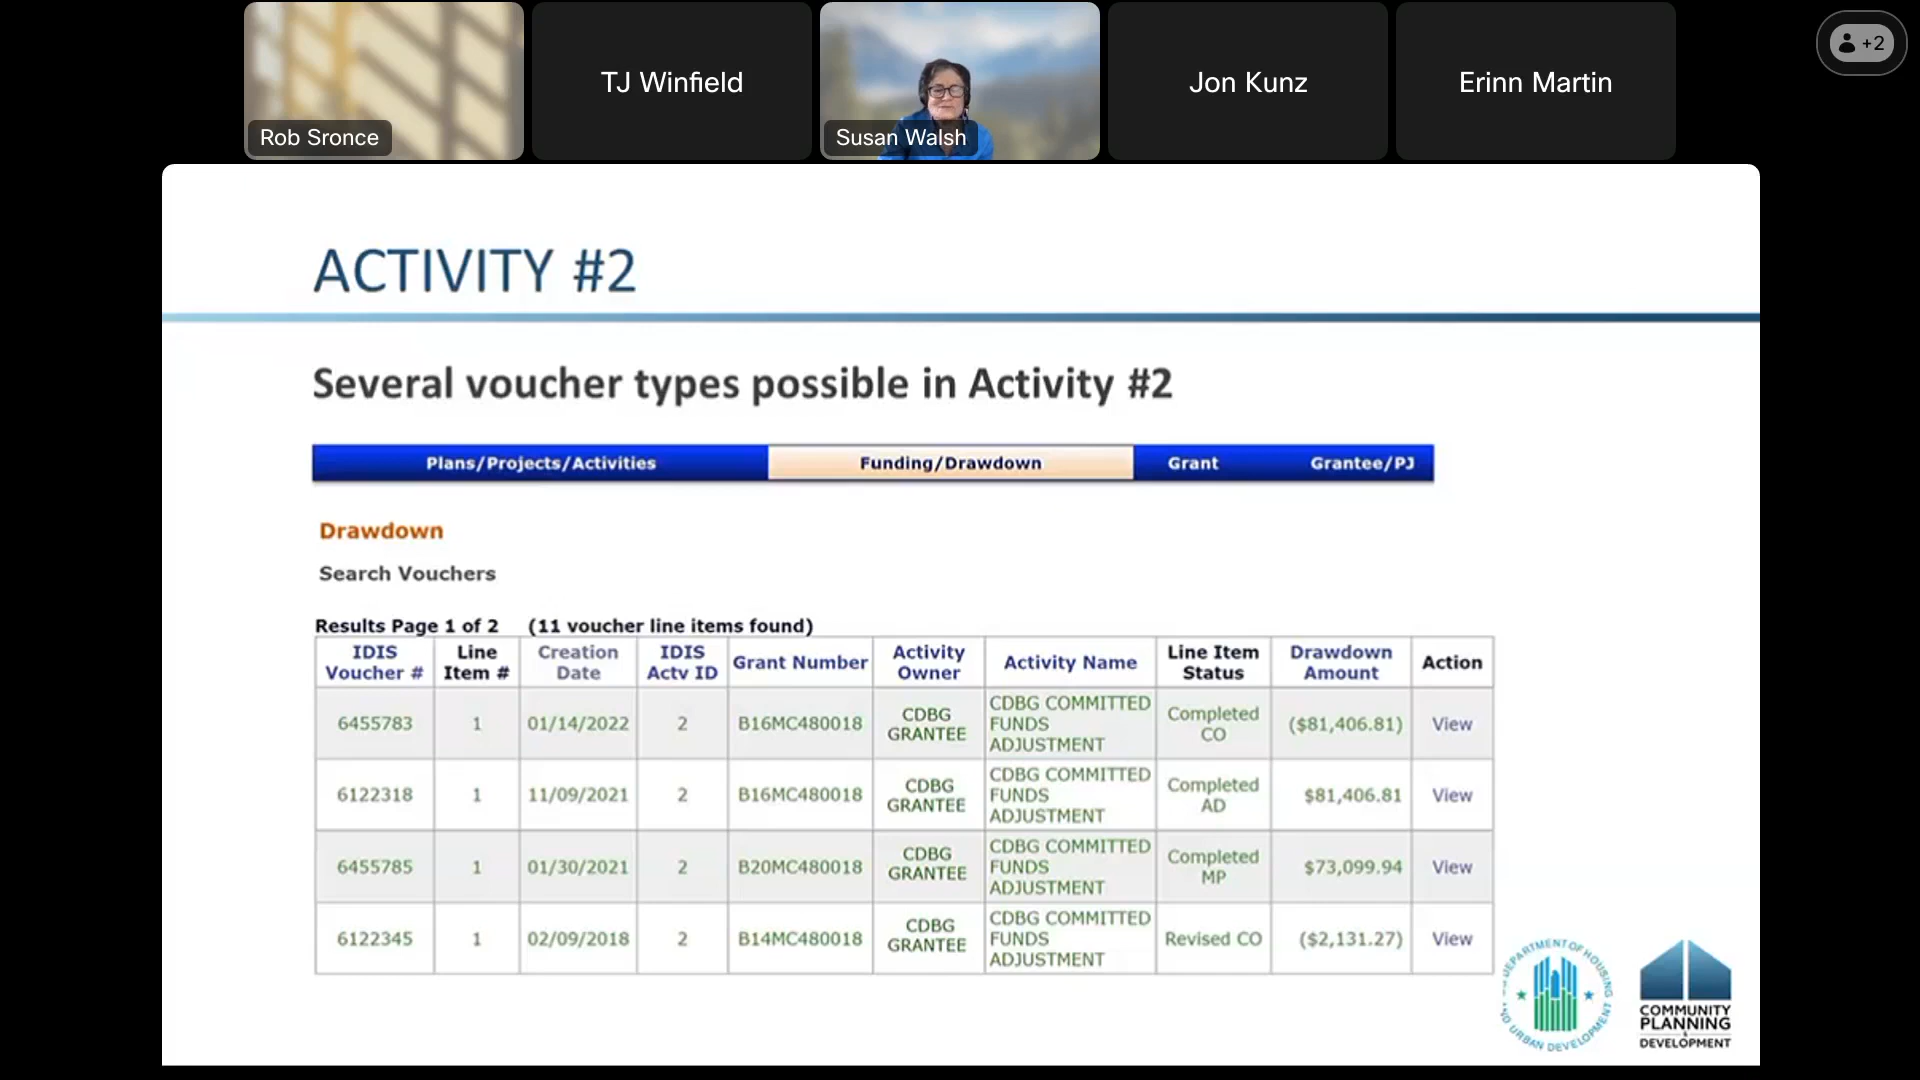 Rob Sronce
TJ Winfield
Susan Walsh
Jon Kunz
Erinn Martin
+2
ACTIVITY #2
Several voucher types possible in Activity #2
Plans/Projects/Activities Funding/Drawdown Grant Grantee/PJ
Drawdown
Search Vouchers
Results Page 1 of 2 (11 voucher line items found)
IDIS Voucher # Line Item # Creation Date IDIS Actv ID Grant Number Activity Owner Activity Name Line Item Status Drawdown Amount Action
6455783 1 01/14/2022 2 B16MC480018 CDBG GRANTEE CDBG COMMITTED FUNDS ADJUSTMENT Completed CO ($81,406.81) View
6122318 1 11/09/2021 2 B16MC480018 CDBG GRANTEE CDBG COMMITTED FUNDS ADJUSTMENT Completed AD $81,406.81 View
6455785 1 01/30/2021 2 B20MC480018 CDBG GRANTEE CDBG COMMITTED FUNDS ADJUSTMENT Completed MP $73,099.94 View
6122345 1 02/09/2018 2 B14MC480018 CDBG GRANTEE CDBG COMMITTED FUNDS ADJUSTMENT Revised CO ($2,131.27) View
DEPARTMENT OF HOUSING
URBAN DEVELOPMENT
COMMUNITY
PLANNING
&
DEVELOPMENT